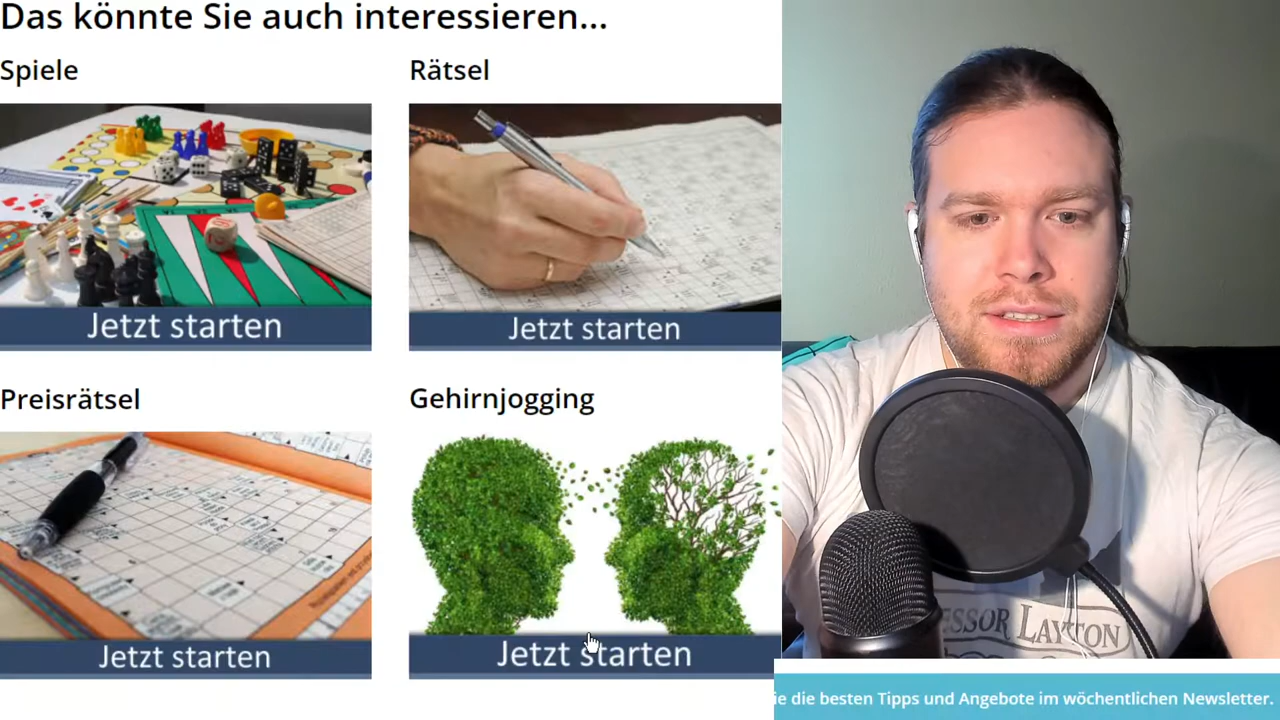 Das könnte Sie auch interessieren...
Spiele
Rätsel
Jetzt starten
Jetzt starten
Preisrätsel
Gehirnjogging
Jetzt starten
Jetzt starten
LAYTON
die besten Tipps und Angebote im wöchentlichen Newsletter.